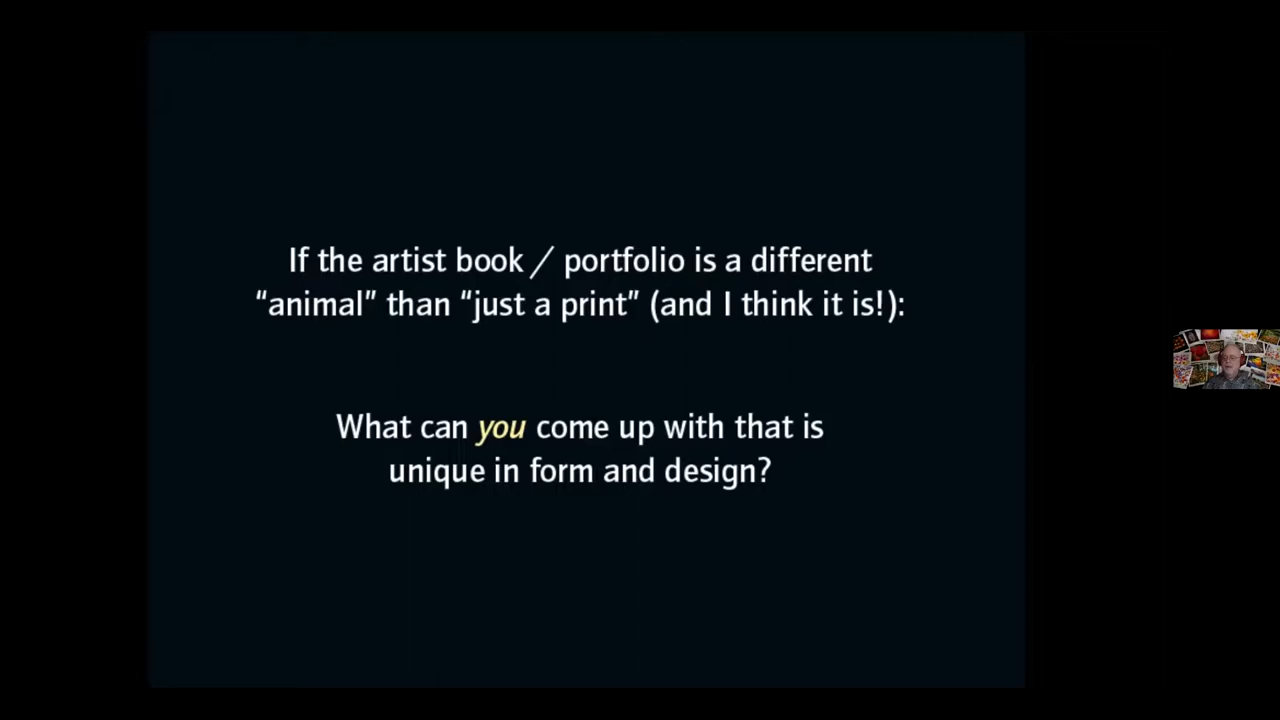 If the artist book / portfolio is a different
“animal” than “just a print” (and I think it is!):
What can you come up with that is
unique in form and design?